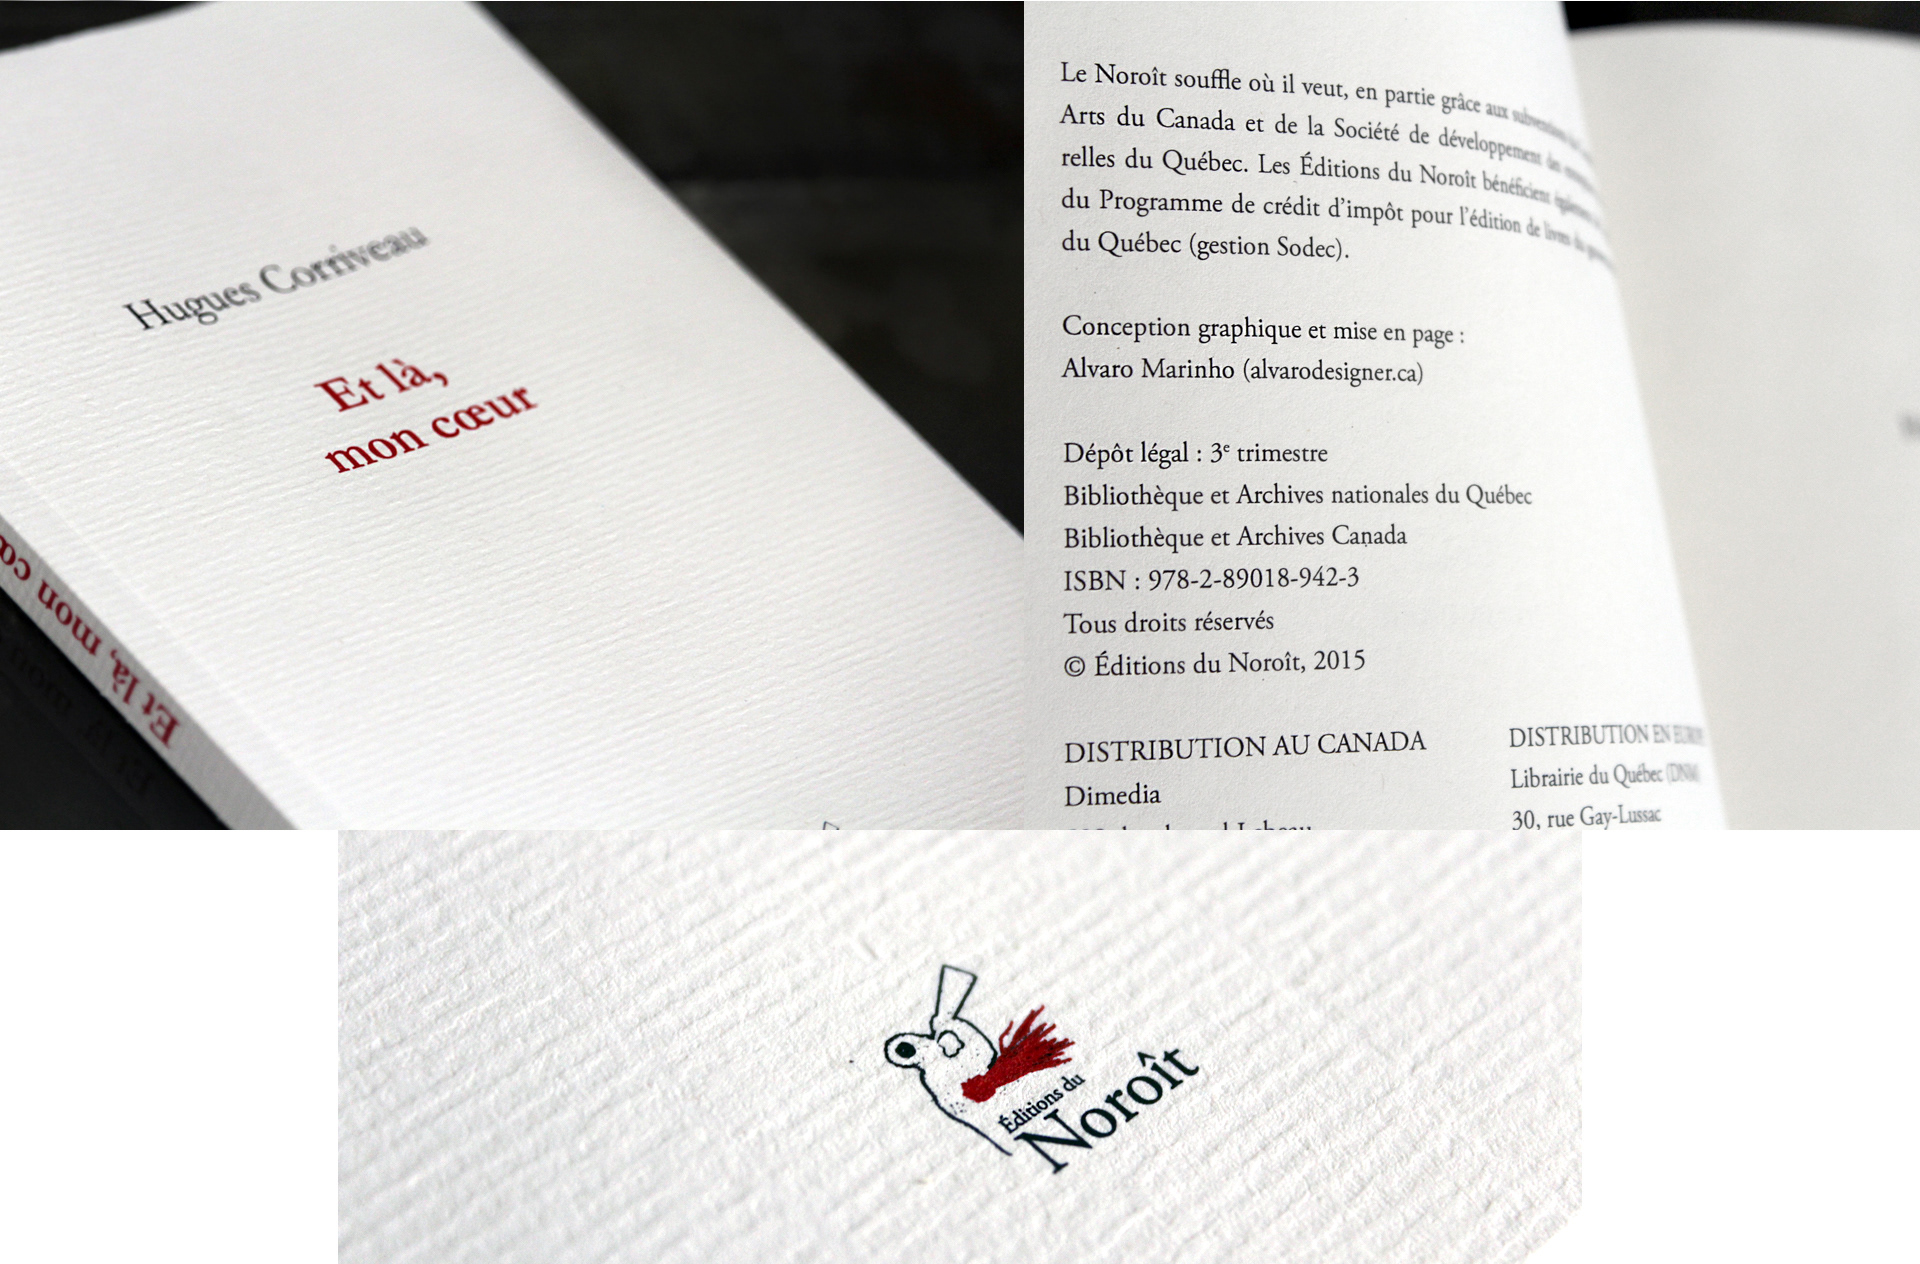 Hugues Corriveau
Et là,
mon cœur
Et là, mon cœ
Le Noroît souffle où il veut, en partie grâce aux
Arts du Canada et de la Société de développement
relles du Québec. Les Éditions du Noroît bénéficient
du Programme de crédit d'impôt pour l'édition de livres du
du Québec (gestion Sodec).
Conception graphique et mise en page :
Alvaro Marinho (alvarodesigner.ca)
Dépôt légal : 3e trimestre
Bibliothèque et Archives nationales du Québec
Bibliothèque et Archives Canada
ISBN : 978-2-89018-942-3
Tous droits réservés
© Éditions du Noroît, 2015
DISTRIBUTION AU CANADA
Dimedia
DISTRIBUTION EN EUROPE
Librairie du Québec (DNM)
30, rue Gay-Lussac
Éditions du
Noroît